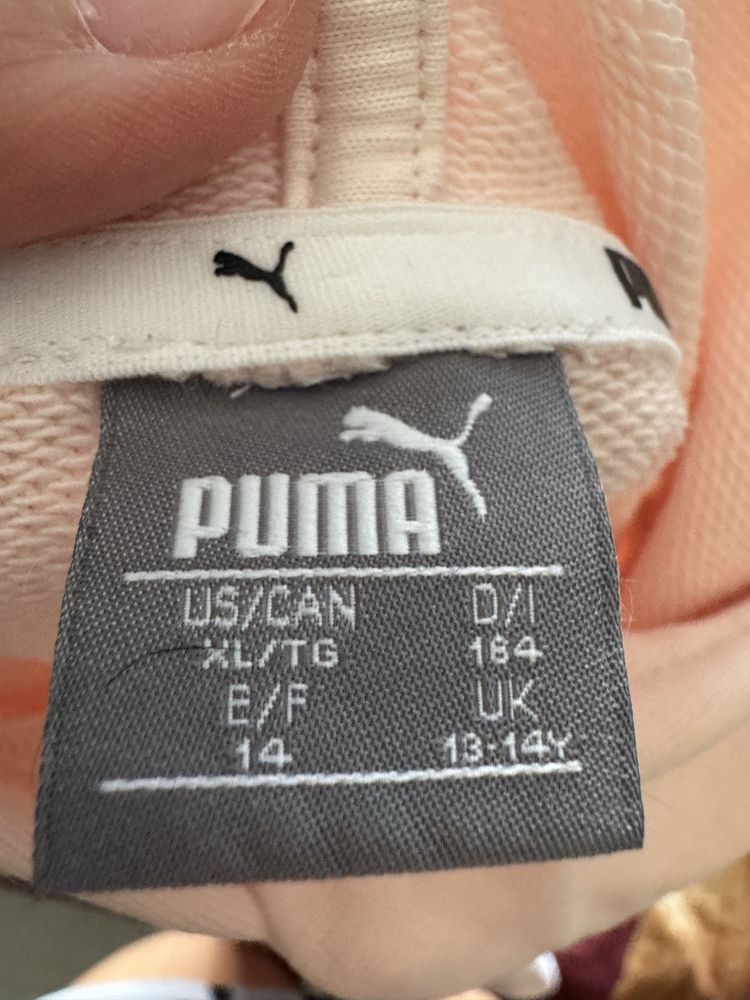 PUMA
US/CAN D/I
XL/TG 164
E/F UK
14 13-14Y